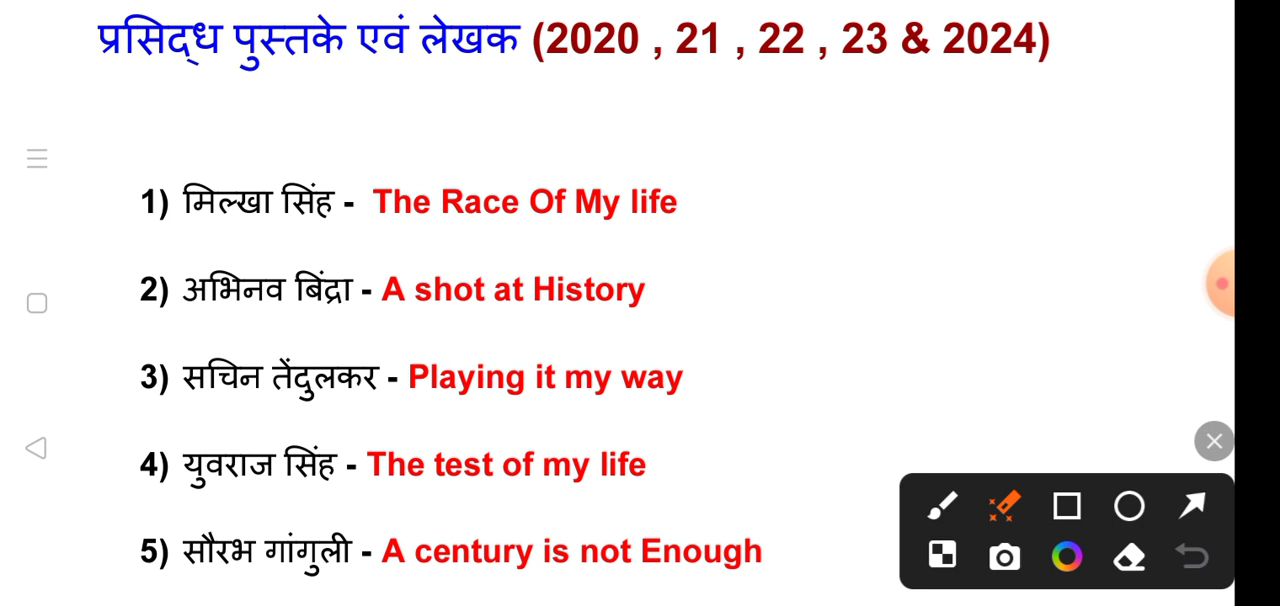 प्रसिद्ध पुस्तके एवं लेखक (2020 , 21 , 22 , 23 & 2024)
1) मिल्खा सिंह - The Race Of My life
2) अभिनव बिंद्रा - A shot at History
3) सचिन तेंदुलकर - Playing it my way
4) युवराज सिंह - The test of my life
5) सौरभ गांगुली - A century is not Enough